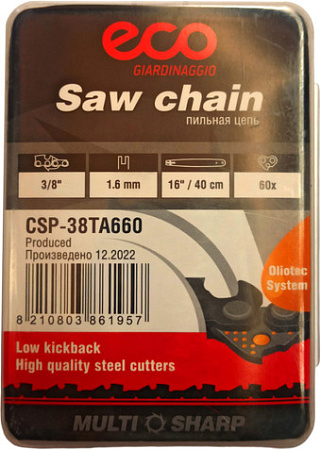 eco
GIARDINAGGIO
Saw chain
пильная цепь
3/8" 1.6 mm 16" / 40 cm 60x
CSP-38TA660
Produced
Произведено 12.2022
Oliotec
System
8 210803 861957
Low kickback
High quality steel cutters
MULTI SHARP